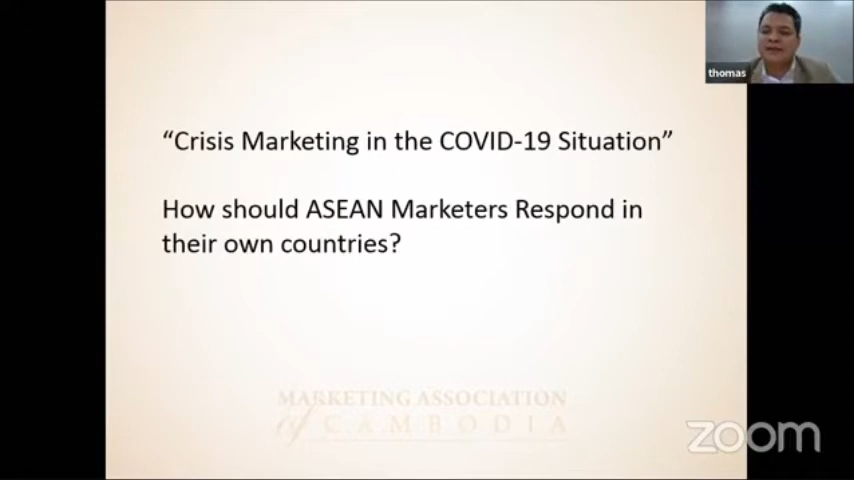 thomas
“Crisis Marketing in the COVID-19 Situation”
How should ASEAN Marketers Respond in
their own countries?
MARKETING ASSOCIATION
of CAMBODIA
zoom